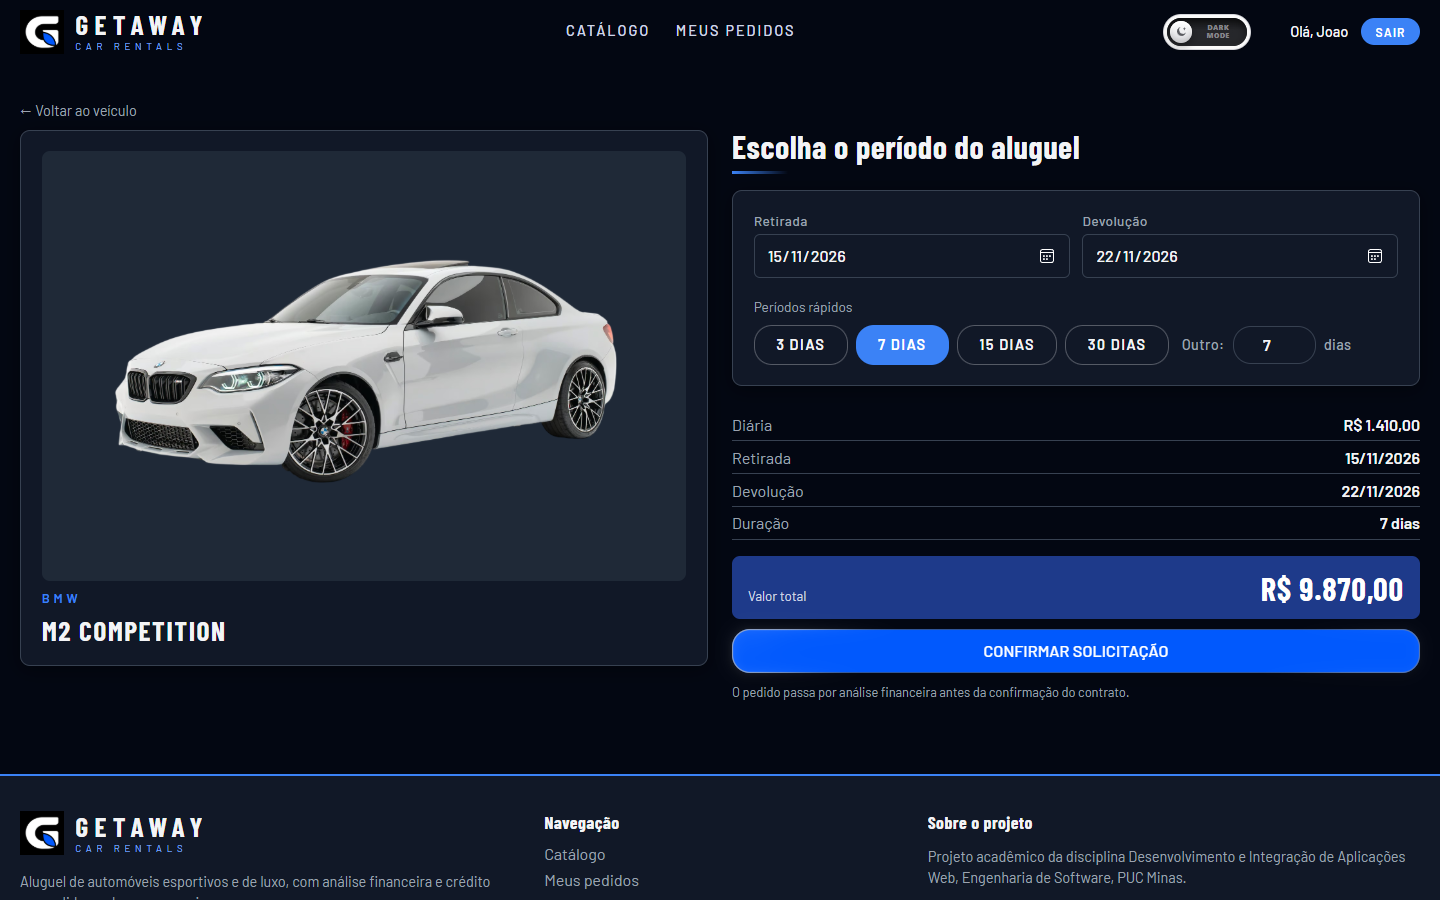 GETAWAY
CAR RENTALS
CATÁLOGO
MEUS PEDIDOS
DARK
MODE
Olá, Joao
SAIR
← Voltar ao veículo
BMW
M2 COMPETITION
Escolha o período do aluguel
Retirada
Devolução
15/11/2026
22/11/2026
Períodos rápidos
3 DIAS
7 DIAS
15 DIAS
30 DIAS
Outro:
7
dias
Diária
R$ 1.410,00
Retirada
15/11/2026
Devolução
22/11/2026
Duração
7 dias
Valor total
R$ 9.870,00
CONFIRMAR SOLICITAÇÃO
O pedido passa por análise financeira antes da confirmação do contrato.
GETAWAY
CAR RENTALS
Aluguel de automóveis esportivos e de luxo, com análise financeira e crédito
Navegação
Catálogo
Meus pedidos
Sobre o projeto
Projeto acadêmico da disciplina Desenvolvimento e Integração de Aplicações
Web, Engenharia de Software, PUC Minas.